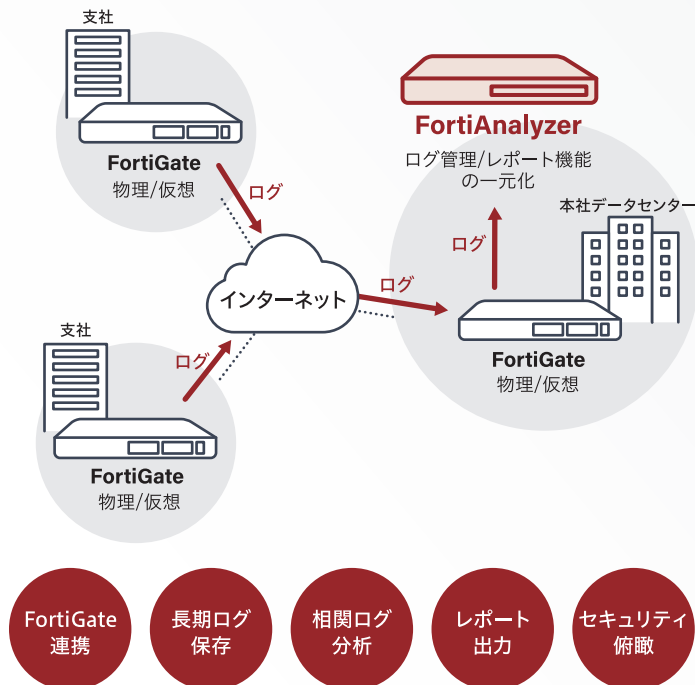 支社
FortiGate
物理/仮想
ログ
FortiAnalyzer
ログ管理/レポート機能
の一元化
本社データセンター
ログ
インターネット
ログ
FortiGate
物理/仮想
支社
ログ
FortiGate
物理/仮想
FortiGate
連携
長期ログ
保存
相関ログ
分析
レポート
出力
セキュリティ
俯瞰